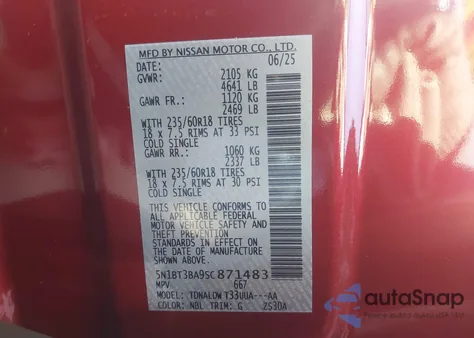 MFD BY NISSAN MOTOR CO., LTD.
DATE: 06/25
GVWR: 2105 KG
4641 LB
GAWR FR.: 1120 KG
2469 LB
WITH 235/60R18 TIRES
18 x 7.5 RIMS AT 33 PSI
COLD SINGLE
GAWR RR.: 1060 KG
2337 LB
WITH 235/60R18 TIRES
18 x 7.5 RIMS AT 30 PSI
COLD SINGLE
THIS VEHICLE CONFORMS TO
ALL APPLICABLE FEDERAL
MOTOR VEHICLE SAFETY
AND THEFT PREVENTION
STANDARDS IN EFFECT ON
THE DATE OF MANUFACTURE
SHOWN ABOVE.
5N1BT3BA9SC871483
MPV 667
MODEL: TDNALDW T33UUA---AA
COLOR: NBL TRIM: G 2530A
autoSnap